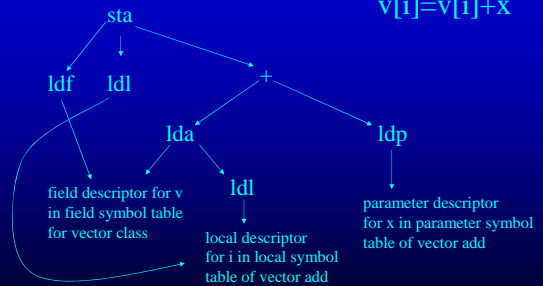 v[i]=v[i]+x
sta
ldf ldl +
lda ldp
ldl
field descriptor for v
in field symbol table
for vector class
parameter descriptor
for x in parameter symbol
table of vector add
local descriptor
for i in local symbol
table of vector add